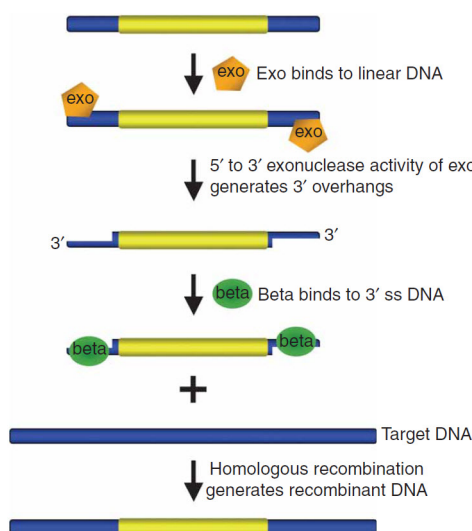 exo Exo binds to linear DNA
exo
exo
5′ to 3′ exonuclease activity of exo
generates 3′ overhangs
3′
3′
beta Beta binds to 3′ ss DNA
beta
beta
+
Target DNA
Homologous recombination
generates recombinant DNA